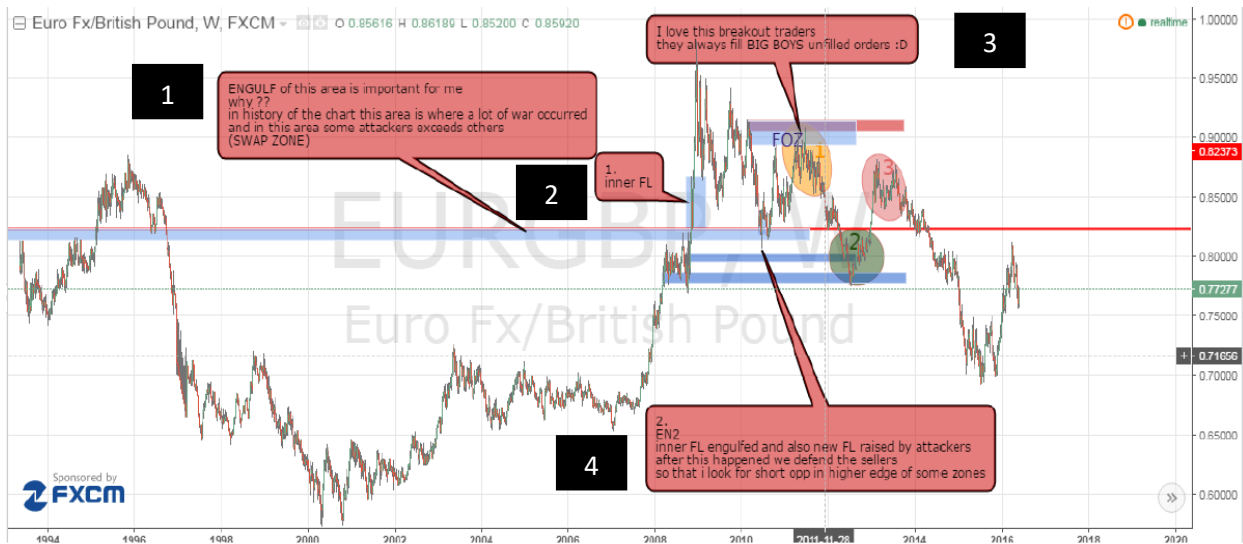 Euro Fx/British Pound, W, FXCM
O 0.85616 H 0.86189 L 0.85200 C 0.85920
realtime
1
ENGULF of this area is important for me
why ??
in history of the chart this area is where a lot of war occurred
and in this area some attackers exceeds others
(SWAP ZONE)
I love this breakout traders
they always fill BIG BOYS unfilled orders :D
3
2
1.
inner FL
FOZ
1
2
3
EURGBP, W
Euro Fx/British Pound
2.
EN2
inner FL engulfed and also new FL raised by attackers
after this happened we defend the sellers
so that i look for short opp in higher edge of some zones
4
Sponsored by
FXCM
1.00000
0.95000
0.90000
0.82373
0.85000
0.80000
0.77277
0.75000
0.71656
0.70000
0.65000
0.60000
1994
1996
1998
2000
2002
2004
2006
2008
2010
2011-11-28
2014
2016
2018
2020